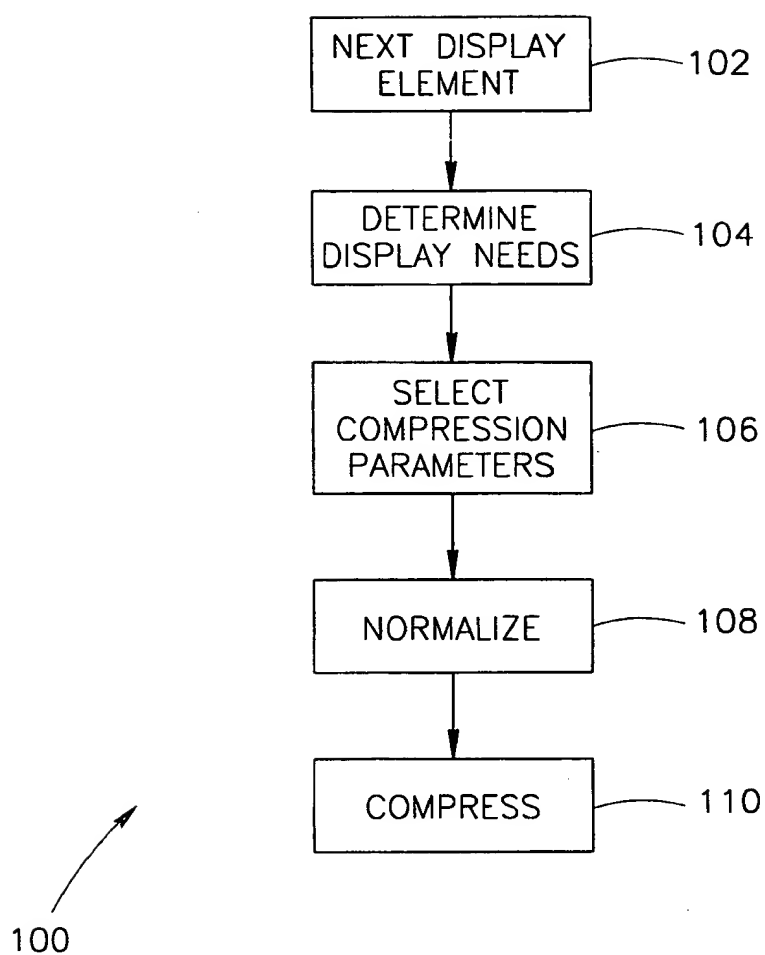 NEXT DISPLAY
ELEMENT
102
DETERMINE
DISPLAY NEEDS
104
SELECT
COMPRESSION
PARAMETERS
106
NORMALIZE
108
COMPRESS
110
100